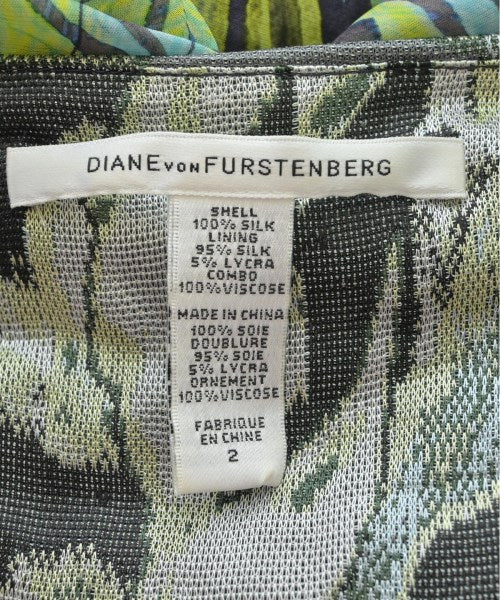 DIANE VON FURSTENBERG
SHELL
100% SILK
LINING
95% SILK
5% LYCRA
COMBO
100% VISCOSE
MADE IN CHINA
100% SOIE
DOUBLURE
95% SOIE
5% LYCRA
ORNEMENT
100% VISCOSE
FABRIQUE
EN CHINE
2